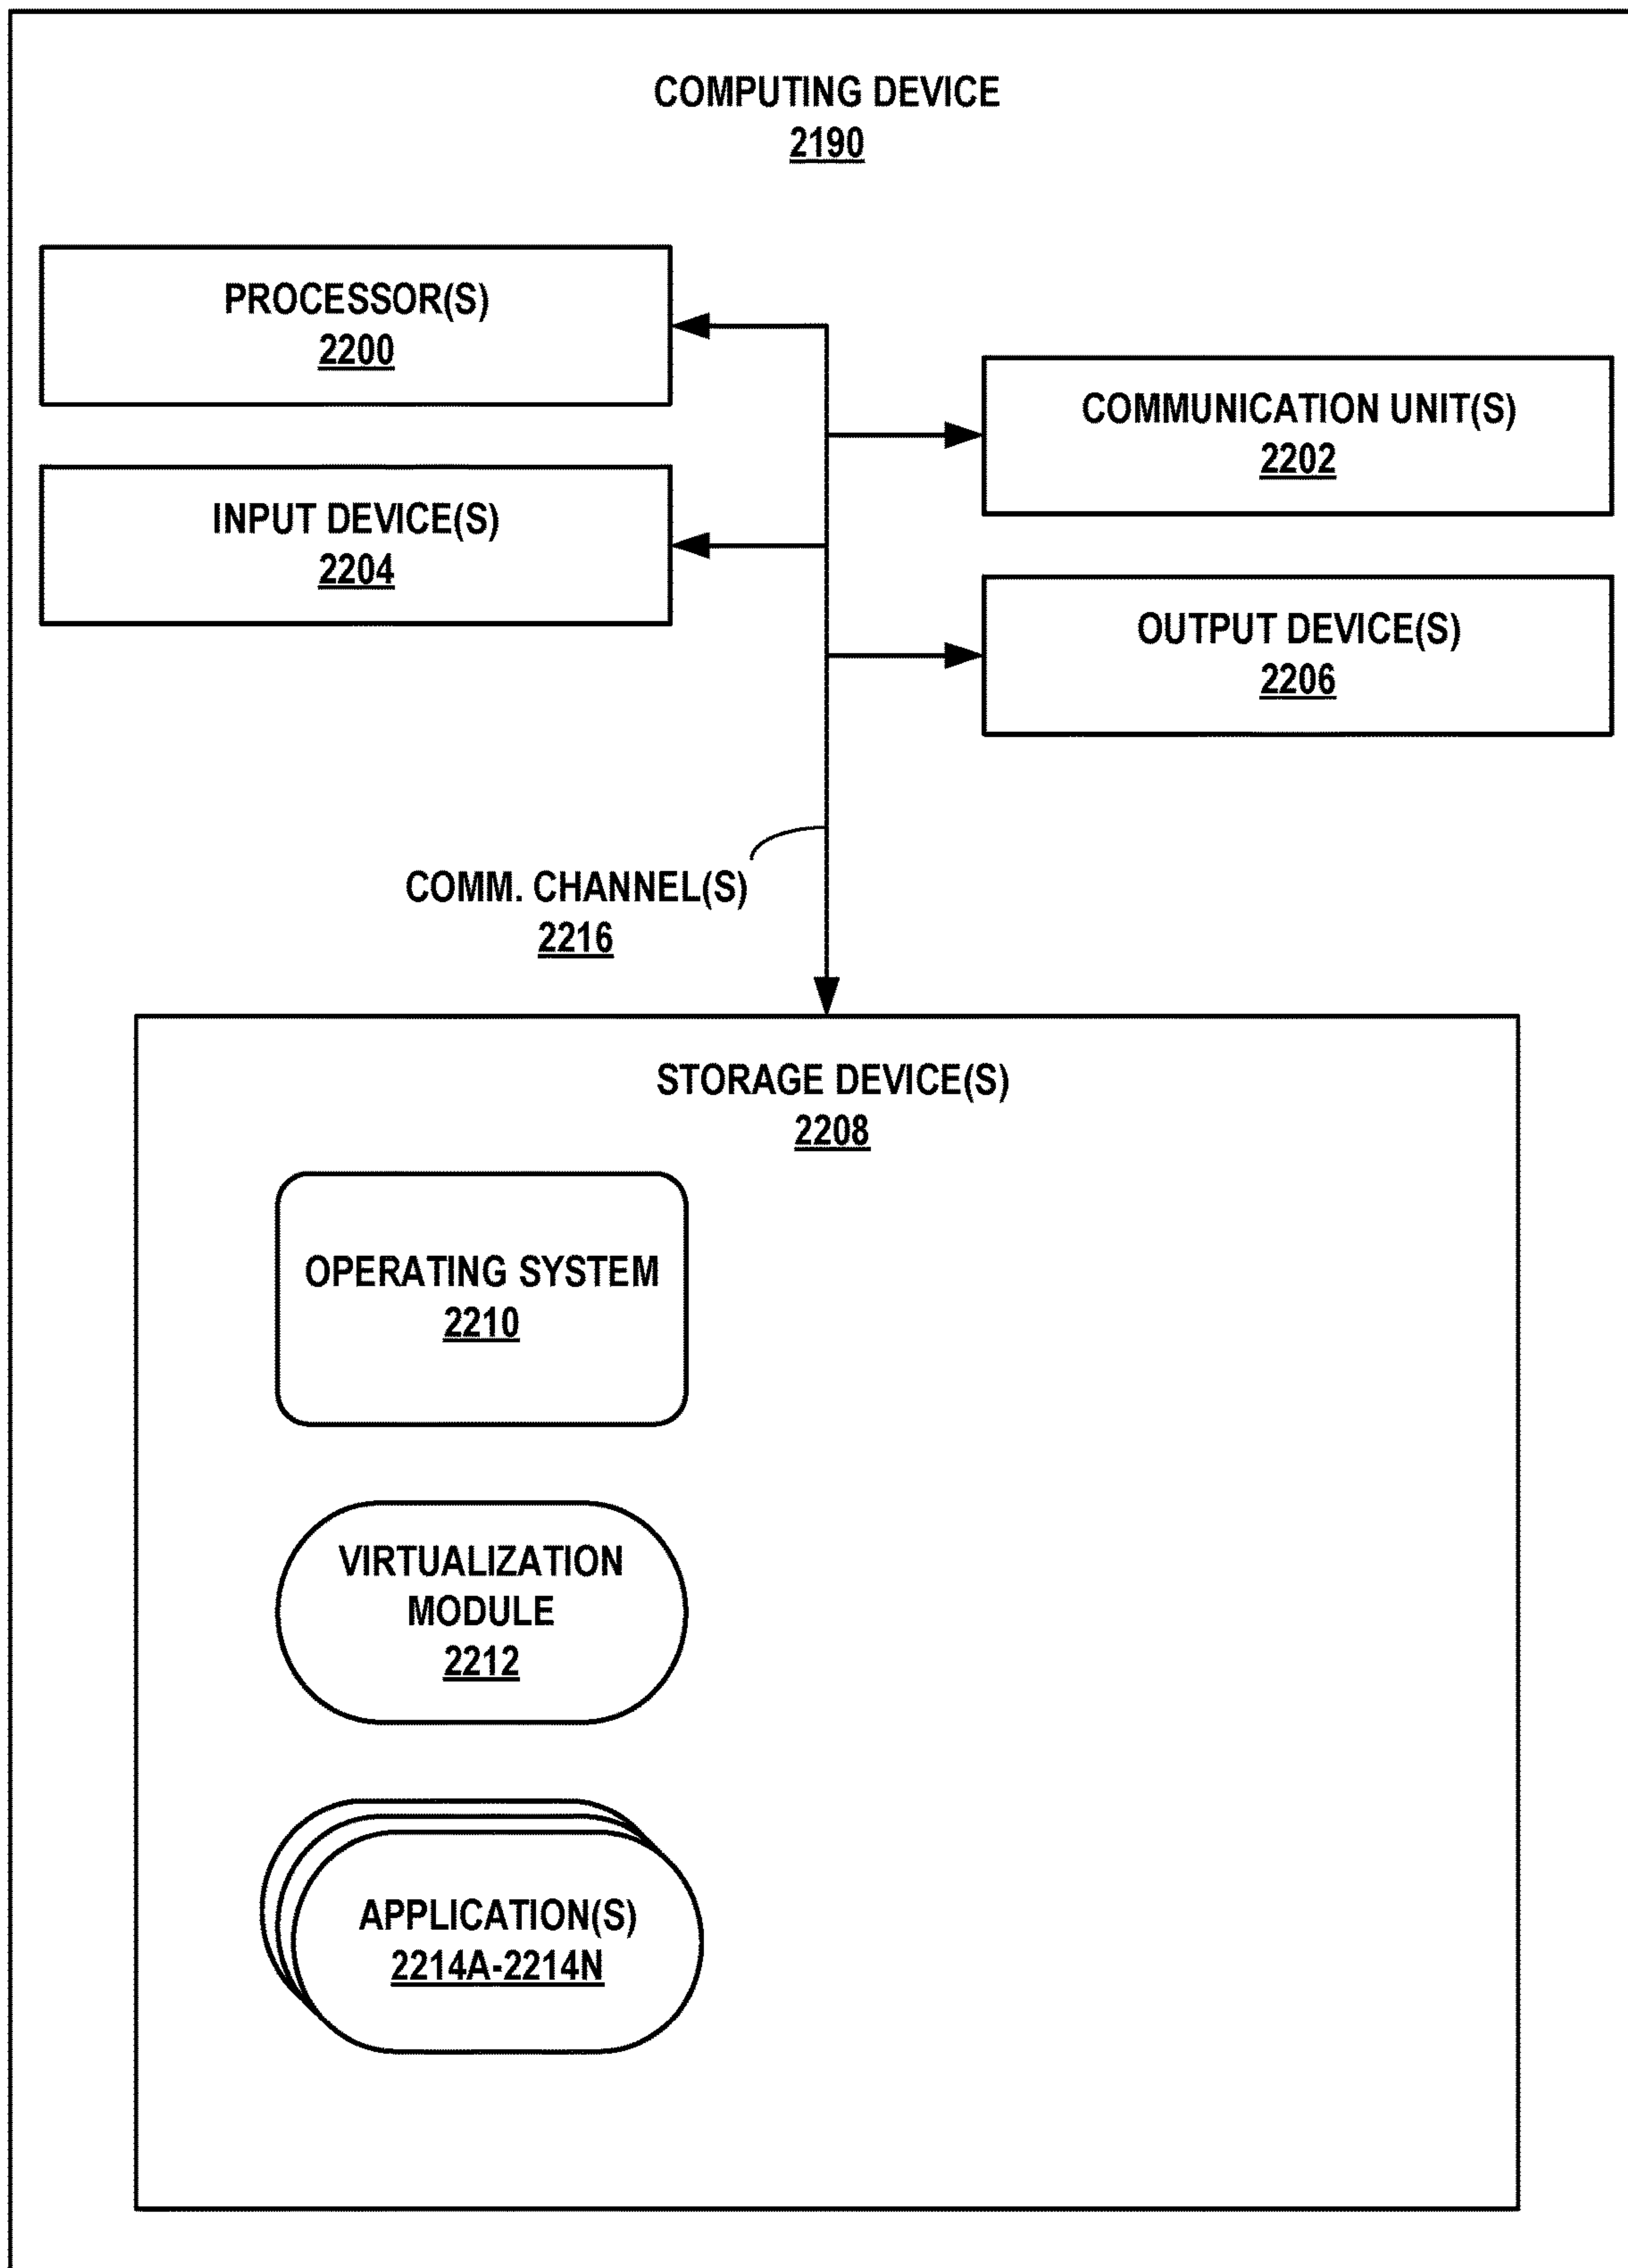 COMPUTING DEVICE
2190
PROCESSOR(S)
2200
COMMUNICATION UNIT(S)
2202
INPUT DEVICE(S)
2204
OUTPUT DEVICE(S)
2206
COMM. CHANNEL(S)
2216
STORAGE DEVICE(S)
2208
OPERATING SYSTEM
2210
VIRTUALIZATION
MODULE
2212
APPLICATION(S)
2214A-2214N